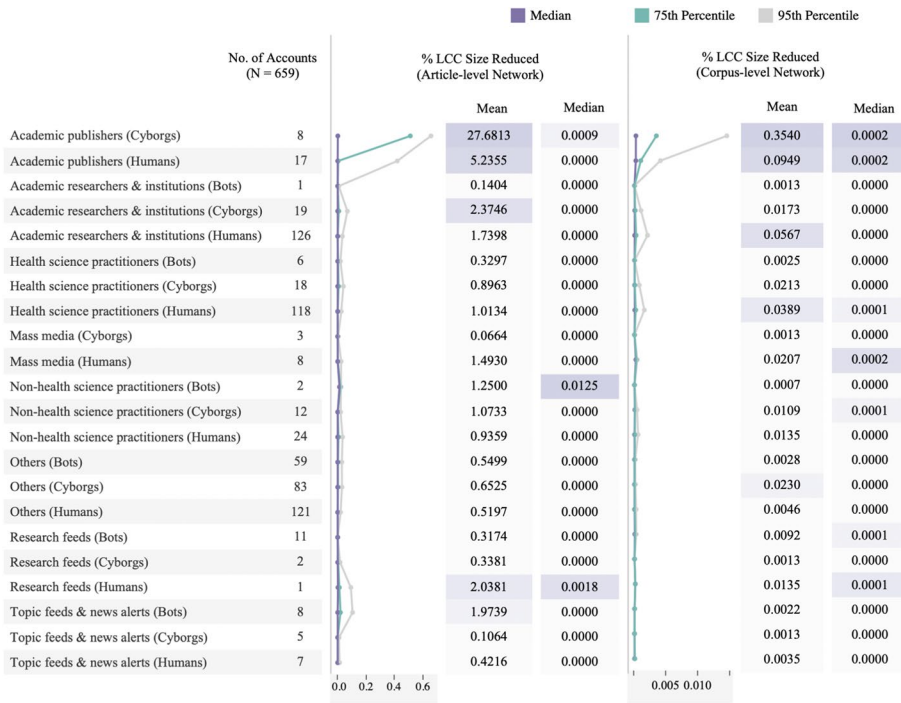 Median 75th Percentile 95th Percentile
No. of Accounts
(N = 659)
% LCC Size Reduced
(Article-level Network)
% LCC Size Reduced
(Corpus-level Network)
Mean Median Mean Median
Academic publishers (Cyborgs) 8 27.6813 0.0009 0.3540 0.0002
Academic publishers (Humans) 17 5.2355 0.0000 0.0949 0.0002
Academic researchers & institutions (Bots) 1 0.1404 0.0000 0.0013 0.0000
Academic researchers & institutions (Cyborgs) 19 2.3746 0.0000 0.0173 0.0000
Academic researchers & institutions (Humans) 126 1.7398 0.0000 0.0567 0.0000
Health science practitioners (Bots) 6 0.3297 0.0000 0.0025 0.0000
Health science practitioners (Cyborgs) 18 0.8963 0.0000 0.0213 0.0000
Health science practitioners (Humans) 118 1.0134 0.0000 0.0389 0.0001
Mass media (Cyborgs) 3 0.0664 0.0000 0.0013 0.0000
Mass media (Humans) 8 1.4930 0.0000 0.0207 0.0002
Non-health science practitioners (Bots) 2 1.2500 0.0125 0.0007 0.0000
Non-health science practitioners (Cyborgs) 12 1.0733 0.0000 0.0109 0.0001
Non-health science practitioners (Humans) 24 0.9359 0.0000 0.0135 0.0000
Others (Bots) 59 0.5499 0.0000 0.0028 0.0000
Others (Cyborgs) 83 0.6525 0.0000 0.0230 0.0000
Others (Humans) 121 0.5197 0.0000 0.0046 0.0000
Research feeds (Bots) 11 0.3174 0.0000 0.0092 0.0001
Research feeds (Cyborgs) 2 0.3381 0.0000 0.0013 0.0000
Research feeds (Humans) 1 2.0381 0.0018 0.0135 0.0001
Topic feeds & news alerts (Bots) 8 1.9739 0.0000 0.0022 0.0000
Topic feeds & news alerts (Cyborgs) 5 0.1064 0.0000 0.0013 0.0000
Topic feeds & news alerts (Humans) 7 0.4216 0.0000 0.0035 0.0000
0.0 0.2 0.4 0.6 0.005 0.010